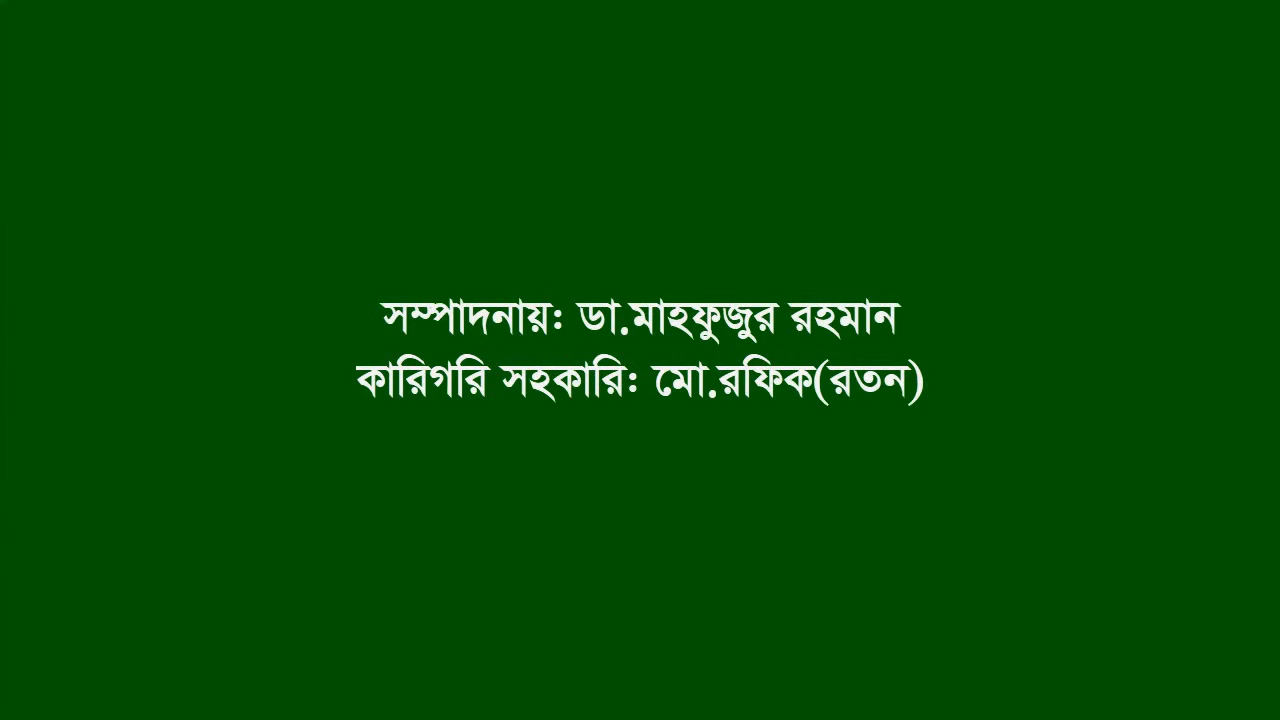 সম্পাদনায়: ডা.মাহফুজুর রহমান
কারিগরি সহকারি: মো.রফিক(রতন)